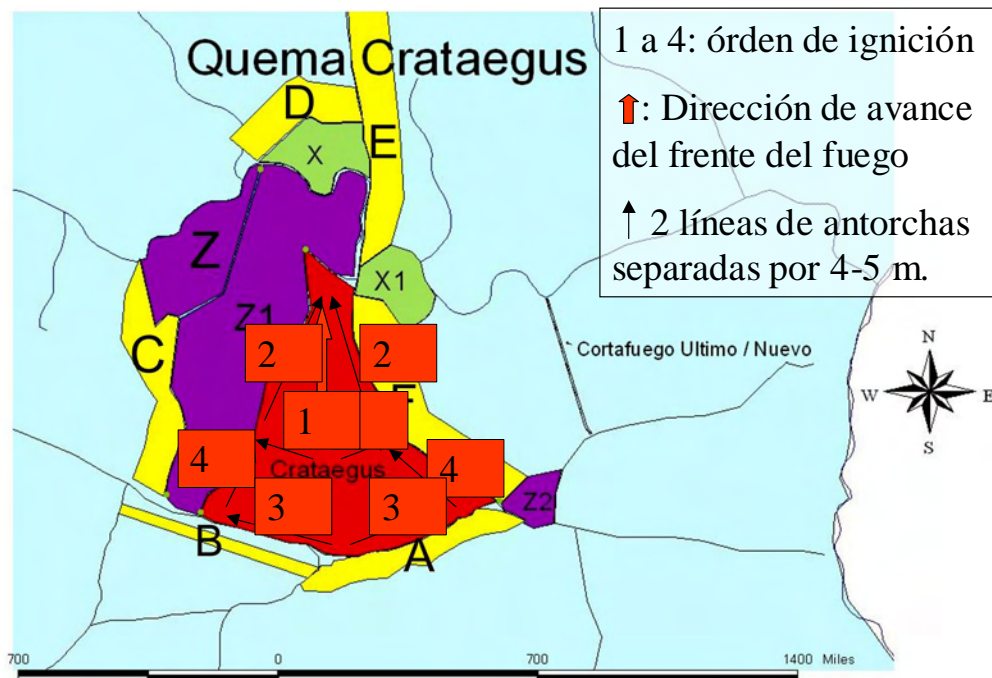 Quema Crataegus
1 a 4: órden de ignición
: Dirección de avance
del frente del fuego
2 líneas de antorchas
separadas por 4-5 m.
D
E
X
Z
X1
Z1
C
2
2
Cortafuego Ultimo / Nuevo
N
W
E
S
1
4
Crataegus
4
3
3
Z2
B
A
700
0
700
1400 Miles